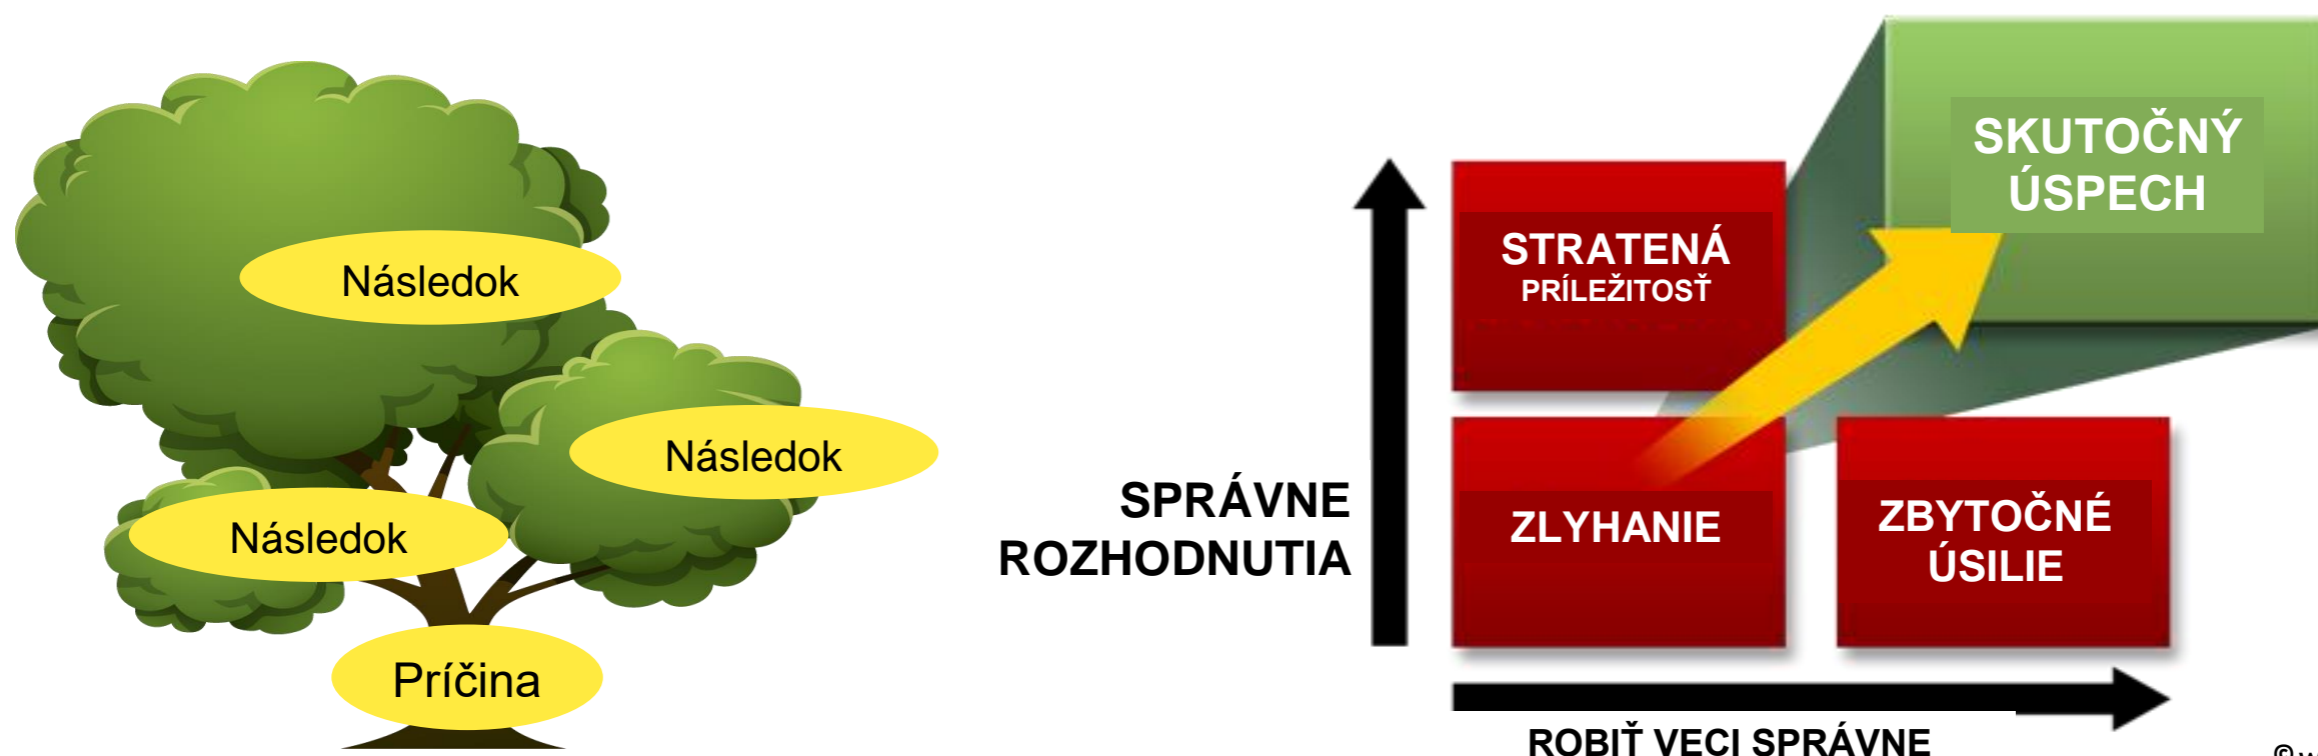 Následok
Následok
Následok
Príčina
SKUTOČNÝ
ÚSPECH
STRATENÁ
PRÍLEŽITOSŤ
SPRÁVNE
ROZHODNUTIA
ZLYHANIE
ZBYTOČNÉ
ÚSILIE
ROBIŤ VECI SPRÁVNE